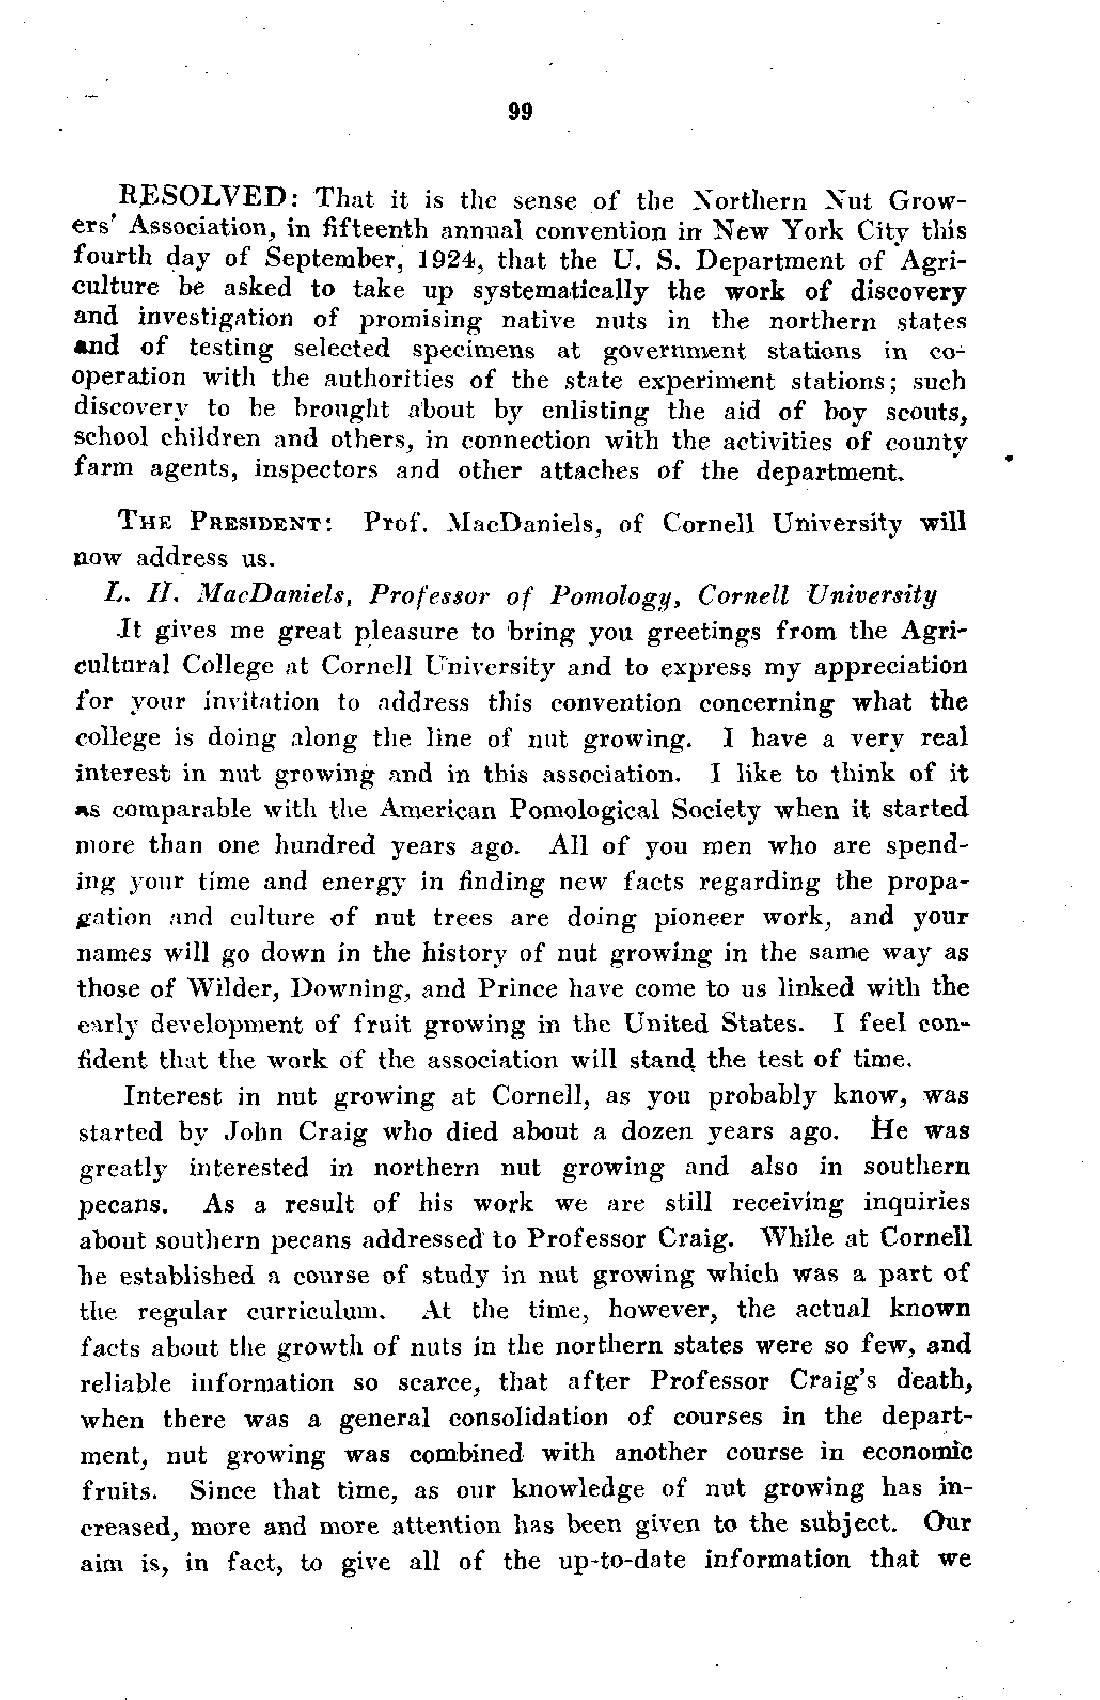 99
RESOLVED: That it is the sense of the Northern Nut Grow-
ers' Association, in fifteenth annual convention in New York City this
fourth day of September, 1924, that the U. S. Department of Agri-
culture be asked to take up systematically the work of discovery
and investigation of promising native nuts in the northern states
and of testing selected specimens at government stations in co-
operation with the authorities of the state experiment stations; such
discovery to be brought about by enlisting the aid of boy scouts,
school children and others, in connection with the activities of county
farm agents, inspectors and other attaches of the department.
THE PRESIDENT: Prof. MacDaniels, of Cornell University will
now address us.
L. H. MacDaniels, Professor of Pomology, Cornell University
It gives me great pleasure to bring you greetings from the Agri-
cultural College at Cornell University and to express my appreciation
for your invitation to address this convention concerning what the
college is doing along the line of nut growing. I have a very real
interest in nut growing and in this association. I like to think of it
as comparable with the American Pomological Society when it started
more than one hundred years ago. All of you men who are spend-
ing your time and energy in finding new facts regarding the propa-
gation and culture of nut trees are doing pioneer work, and your
names will go down in the history of nut growing in the same way as
those of Wilder, Downing, and Prince have come to us linked with the
early development of fruit growing in the United States. I feel con-
fident that the work of the association will stand the test of time.
Interest in nut growing at Cornell, as you probably know, was
started by John Craig who died about a dozen years ago. He was
greatly interested in northern nut growing and also in southern
pecans. As a result of his work we are still receiving inquiries
about southern pecans addressed to Professor Craig. While at Cornell
he established a course of study in nut growing which was a part of
the regular curriculum. At the time, however, the actual known
facts about the growth of nuts in the northern states were so few, and
reliable information so scarce, that after Professor Craig's death,
when there was a general consolidation of courses in the depart-
ment, nut growing was combined with another course in economic
fruits. Since that time, as our knowledge of nut growing has in-
creased, more and more attention has been given to the subject. Our
aim is, in fact, to give all of the up-to-date information that we